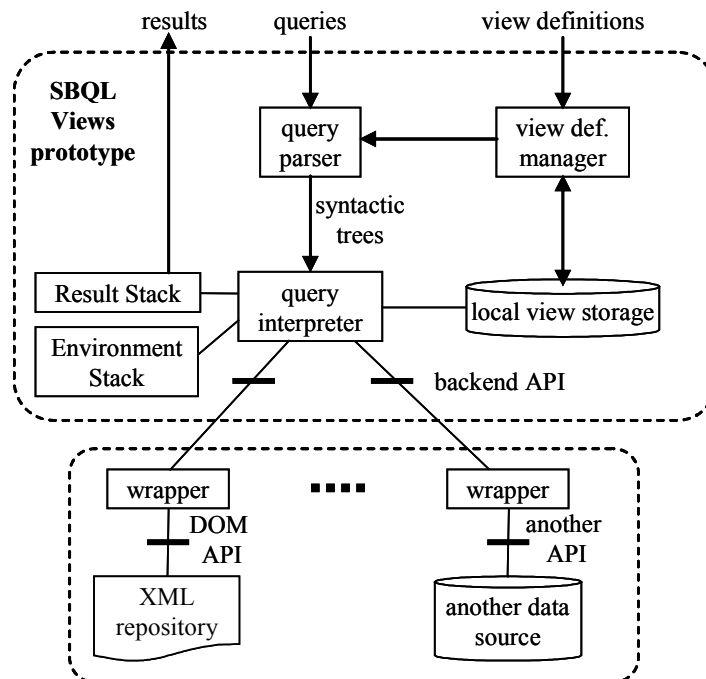 results
queries
view definitions
SBQL
Views
prototype
query
parser
view def.
manager
syntactic
trees
Result Stack
query
interpreter
local view storage
Environment
Stack
backend API
wrapper
wrapper
DOM
API
another
API
XML
repository
another data
source